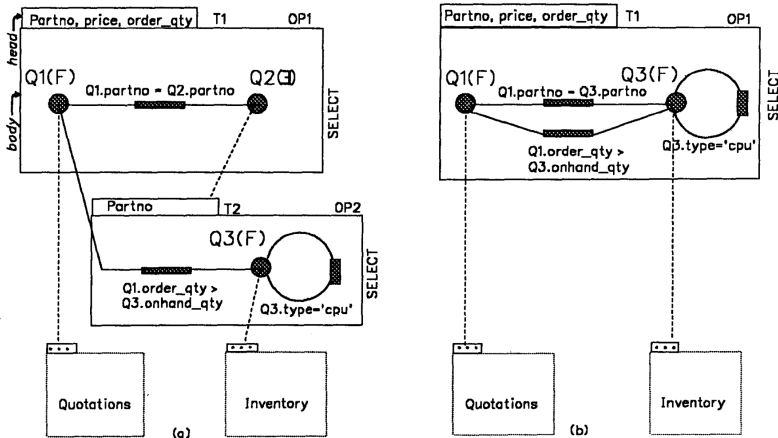 Partno, price, order_qty T1 OP1
head
body
Q1(F)
Q1.partno = Q2.partno
Q2(∃)
SELECT
Partno T2 OP2
Q3(F)
Q1.order_qty >
Q3.onhand_qty
Q3.type='cpu'
SELECT
Quotations
Inventory
(a)
Partno, price, order_qty T1 OP1
Q1(F)
Q1.partno = Q3.partno
Q3(F)
Q1.order_qty >
Q3.onhand_qty
Q3.type='cpu'
SELECT
Quotations
Inventory
(b)